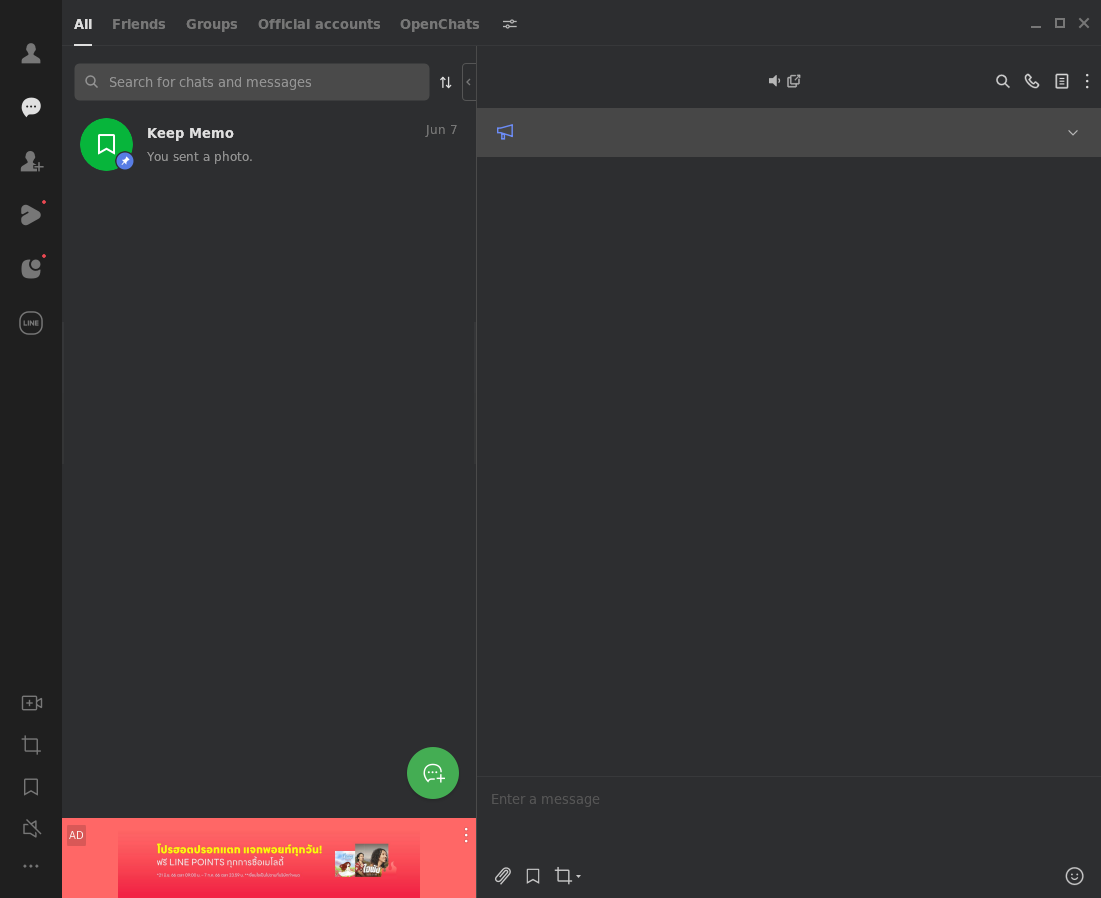 All Friends Groups Official accounts OpenChats
Search for chats and messages
Keep Memo
Jun 7
You sent a photo.
LINE
Enter a message
AD
โปรฮอตปรอทแตก แจกพอยท์ทุกวัน!
ฟรี LINE POINTS ทุกการซื้อเมโลดี้